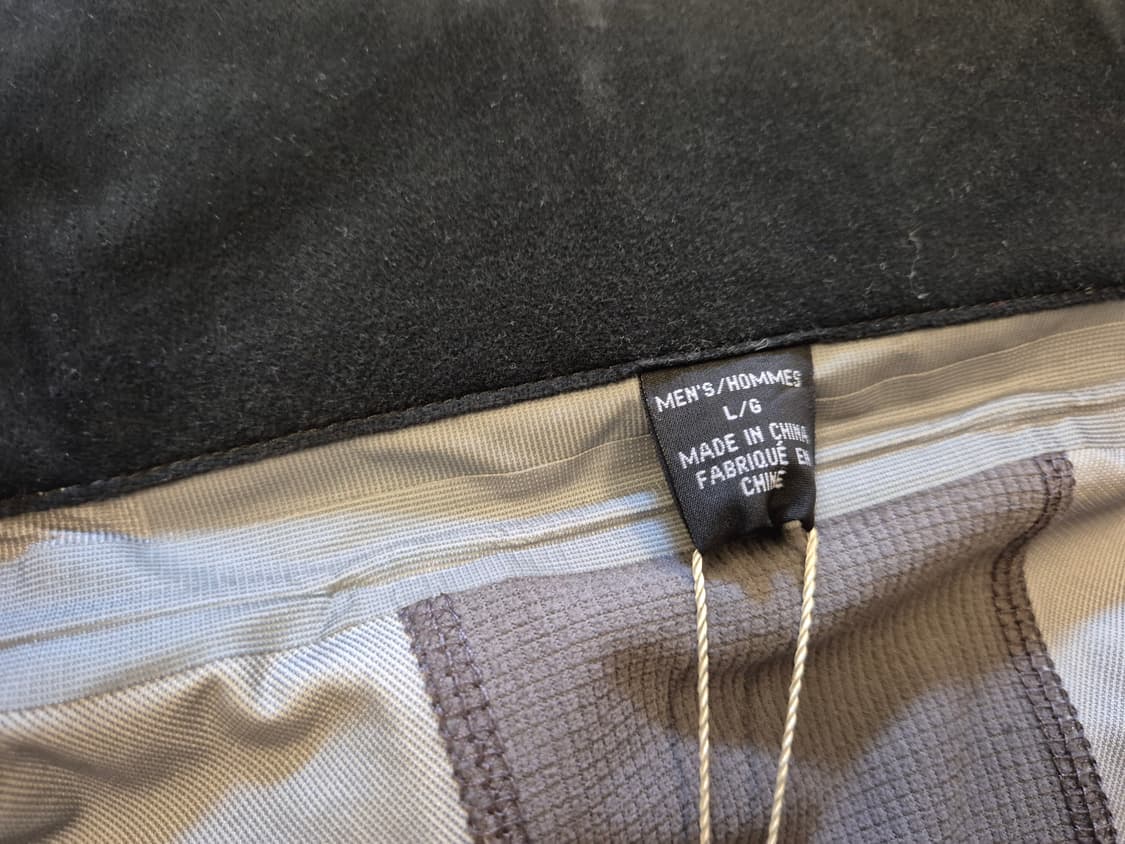 MEN'S/HOMMES
L/G
MADE IN CHINA
FABRIQUÉ EN
CHINE